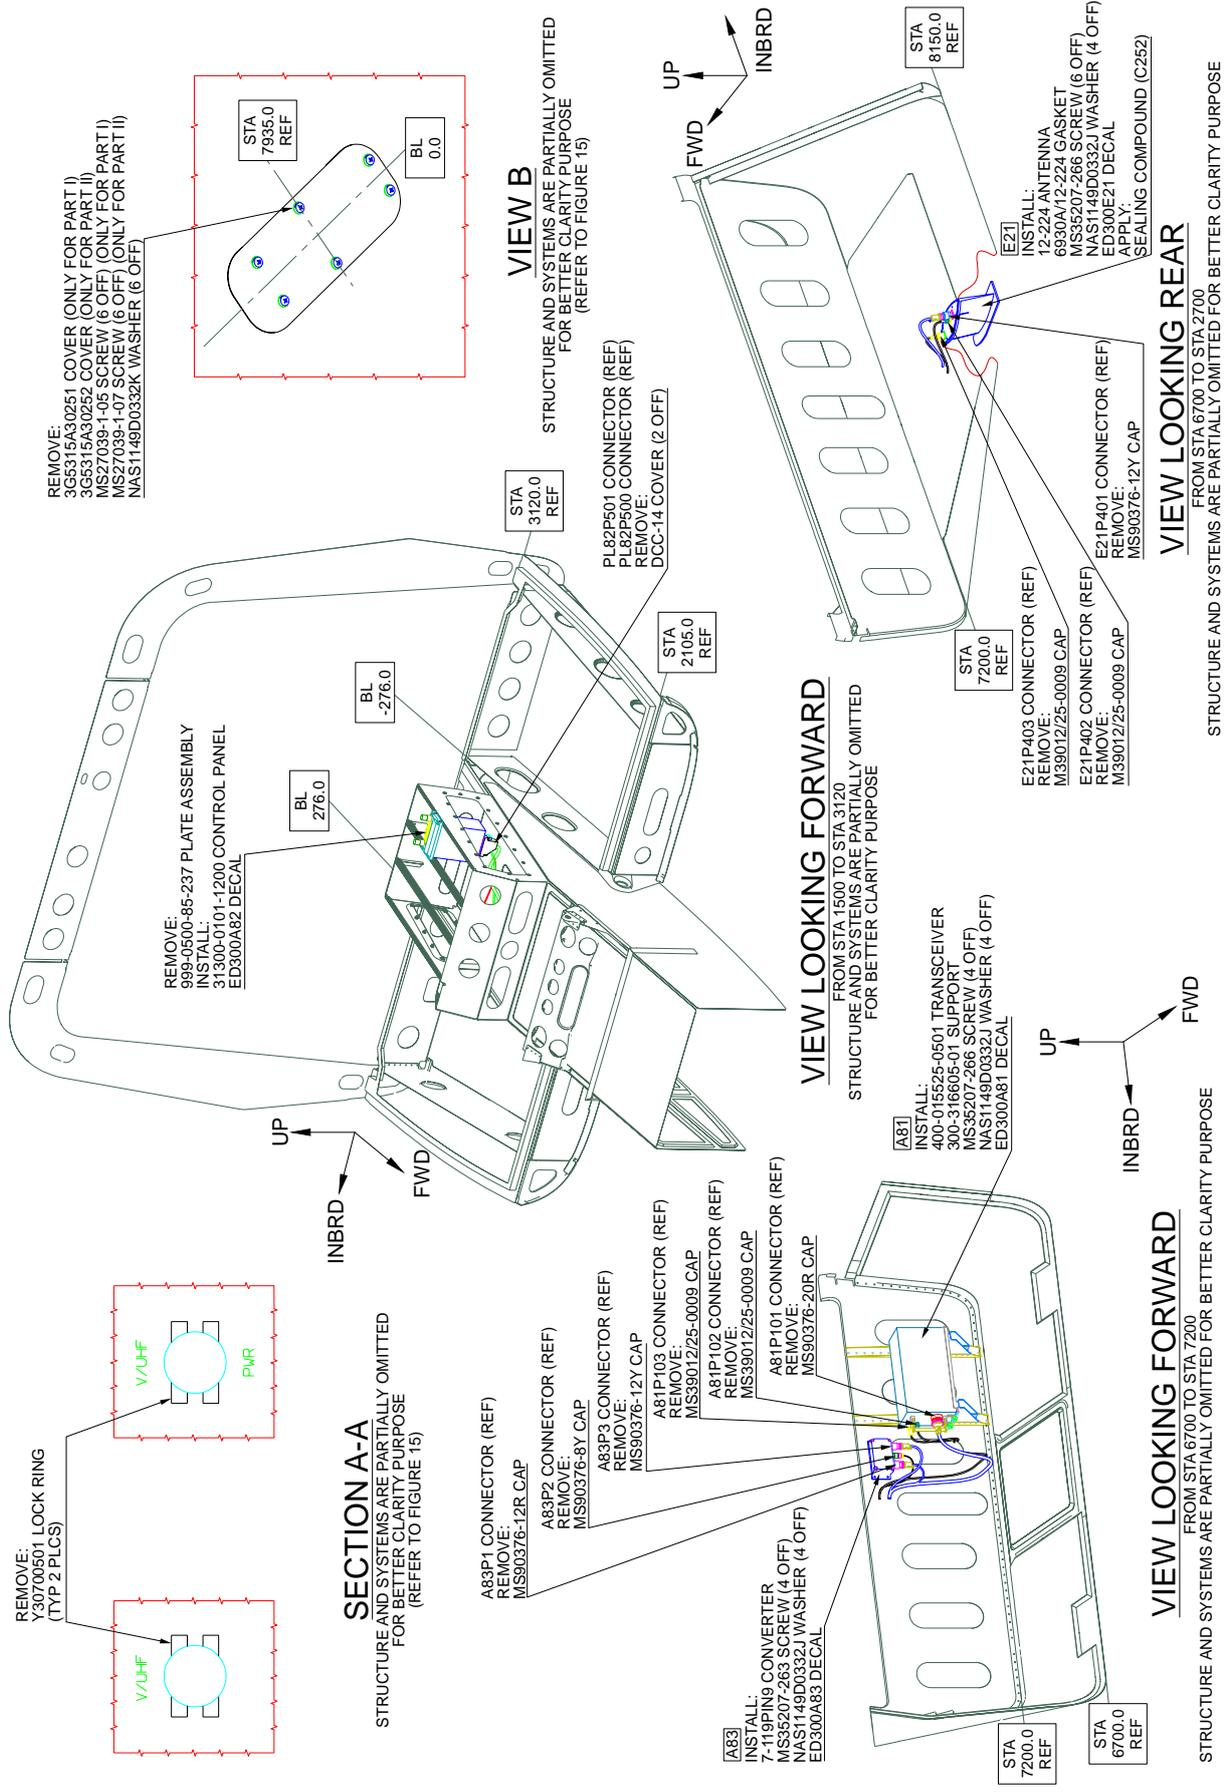 REMOVE:
Y30700501 LOCK RING
(TYP 2 PLCS)
V/UHF
V/UHF
PWR
SECTION A-A
STRUCTURE AND SYSTEMS ARE PARTIALLY OMITTED
FOR BETTER CLARITY PURPOSE
(REFER TO FIGURE 15)
REMOVE:
999-0500-85-237 PLATE ASSEMBLY
INSTALL:
31300-0101-1200 CONTROL PANEL
ED300A82 DECAL
BL
276.0
BL
-276.0
STA
3120.0
REF
STA
2105.0
REF
PL82P501 CONNECTOR (REF)
PL82P500 CONNECTOR (REF)
REMOVE:
DCC-14 COVER (2 OFF)
UP
INBRD
FWD
VIEW LOOKING FORWARD
FROM STA 1500 TO STA 3120
STRUCTURE AND SYSTEMS ARE PARTIALLY OMITTED
FOR BETTER CLARITY PURPOSE
REMOVE:
3G5315A30251 COVER (ONLY FOR PART I)
3G5315A30252 COVER (ONLY FOR PART II)
MS27039-1-05 SCREW (6 OFF) (ONLY FOR PART I)
MS27039-1-07 SCREW (6 OFF) (ONLY FOR PART II)
NAS1149D0332K WASHER (6 OFF)
STA
7935.0
REF
BL
0.0
VIEW B
STRUCTURE AND SYSTEMS ARE PARTIALLY OMITTED
FOR BETTER CLARITY PURPOSE
(REFER TO FIGURE 15)
A83P1 CONNECTOR (REF)
REMOVE:
MS90376-12R CAP
A83P2 CONNECTOR (REF)
REMOVE:
MS90376-8Y CAP
A83P3 CONNECTOR (REF)
REMOVE:
MS90376-12Y CAP
A81P103 CONNECTOR (REF)
REMOVE:
MS39012/25-0009 CAP
A81P102 CONNECTOR (REF)
REMOVE:
MS39012/25-0009 CAP
A81P101 CONNECTOR (REF)
REMOVE:
MS90376-20R CAP
A81
INSTALL:
400-015525-0501 TRANSCEIVER
300-316605-01 SUPPORT
MS35207-266 SCREW (4 OFF)
NAS1149D0332J WASHER (4 OFF)
ED300A81 DECAL
A83
INSTALL:
7-119PIN9 CONVERTER
MS35207-263 SCREW (4 OFF)
NAS1149D0332J WASHER (4 OFF)
ED300A83 DECAL
STA
7200.0
REF
STA
6700.0
REF
UP
FWD
INBRD
VIEW LOOKING FORWARD
FROM STA 6700 TO STA 7200
STRUCTURE AND SYSTEMS ARE PARTIALLY OMITTED FOR BETTER CLARITY PURPOSE
UP
FWD
INBRD
STA
8150.0
REF
STA
7200.0
REF
E21
INSTALL:
12-224 ANTENNA
6930A/12-224 GASKET
MS35207-266 SCREW (6 OFF)
NAS1149D0332J WASHER (4 OFF)
ED300E21 DECAL
APPLY:
SEALING COMPOUND (C252)
E21P403 CONNECTOR (REF)
REMOVE:
M39012/25-0009 CAP
E21P402 CONNECTOR (REF)
REMOVE:
M39012/25-0009 CAP
E21P401 CONNECTOR (REF)
REMOVE:
MS90376-12Y CAP
VIEW LOOKING REAR
FROM STA 6700 TO STA 2700
STRUCTURE AND SYSTEMS ARE PARTIALLY OMITTED FOR BETTER CLARITY PURPOSE